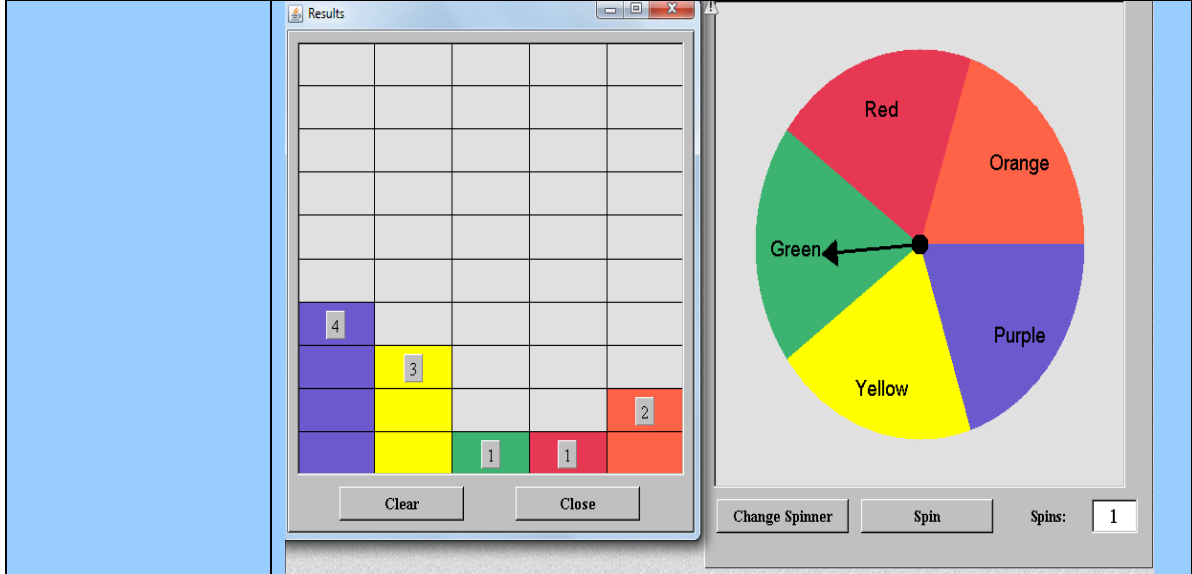 Results
4
3
2
1
1
Clear
Close
Red
Orange
Green
Purple
Yellow
Change Spinner
Spin
Spins:
1